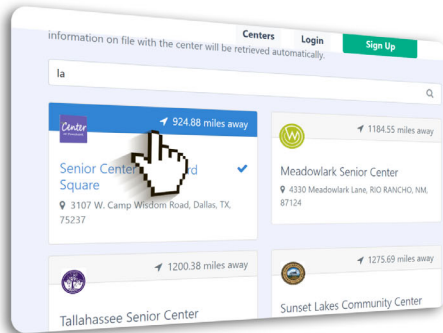 Centers Login Sign Up
information on file with the center will be retrieved automatically.
la
Center
924.88 miles away
Senior Center rd
Square
3107 W. Camp Wisdom Road, Dallas, TX,
75237
W
1184.55 miles away
Meadowlark Senior Center
4330 Meadowlark Lane, RIO RANCHO, NM,
87124
1200.38 miles away
Tallahassee Senior Center
1275.69 miles away
Sunset Lakes Community Center